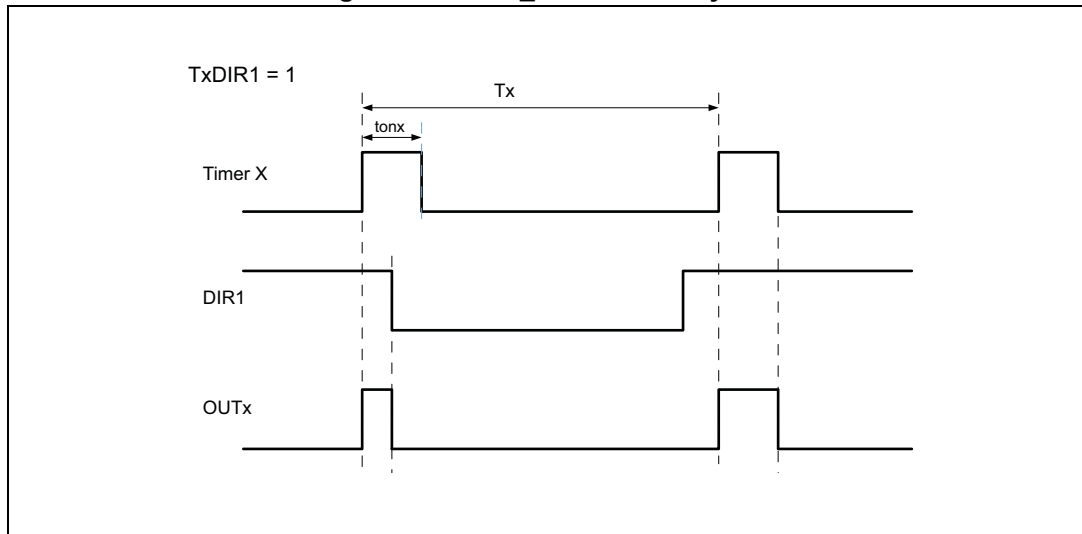 TxDIR1 = 1
Tx
tonx
Timer X
DIR1
OUTx